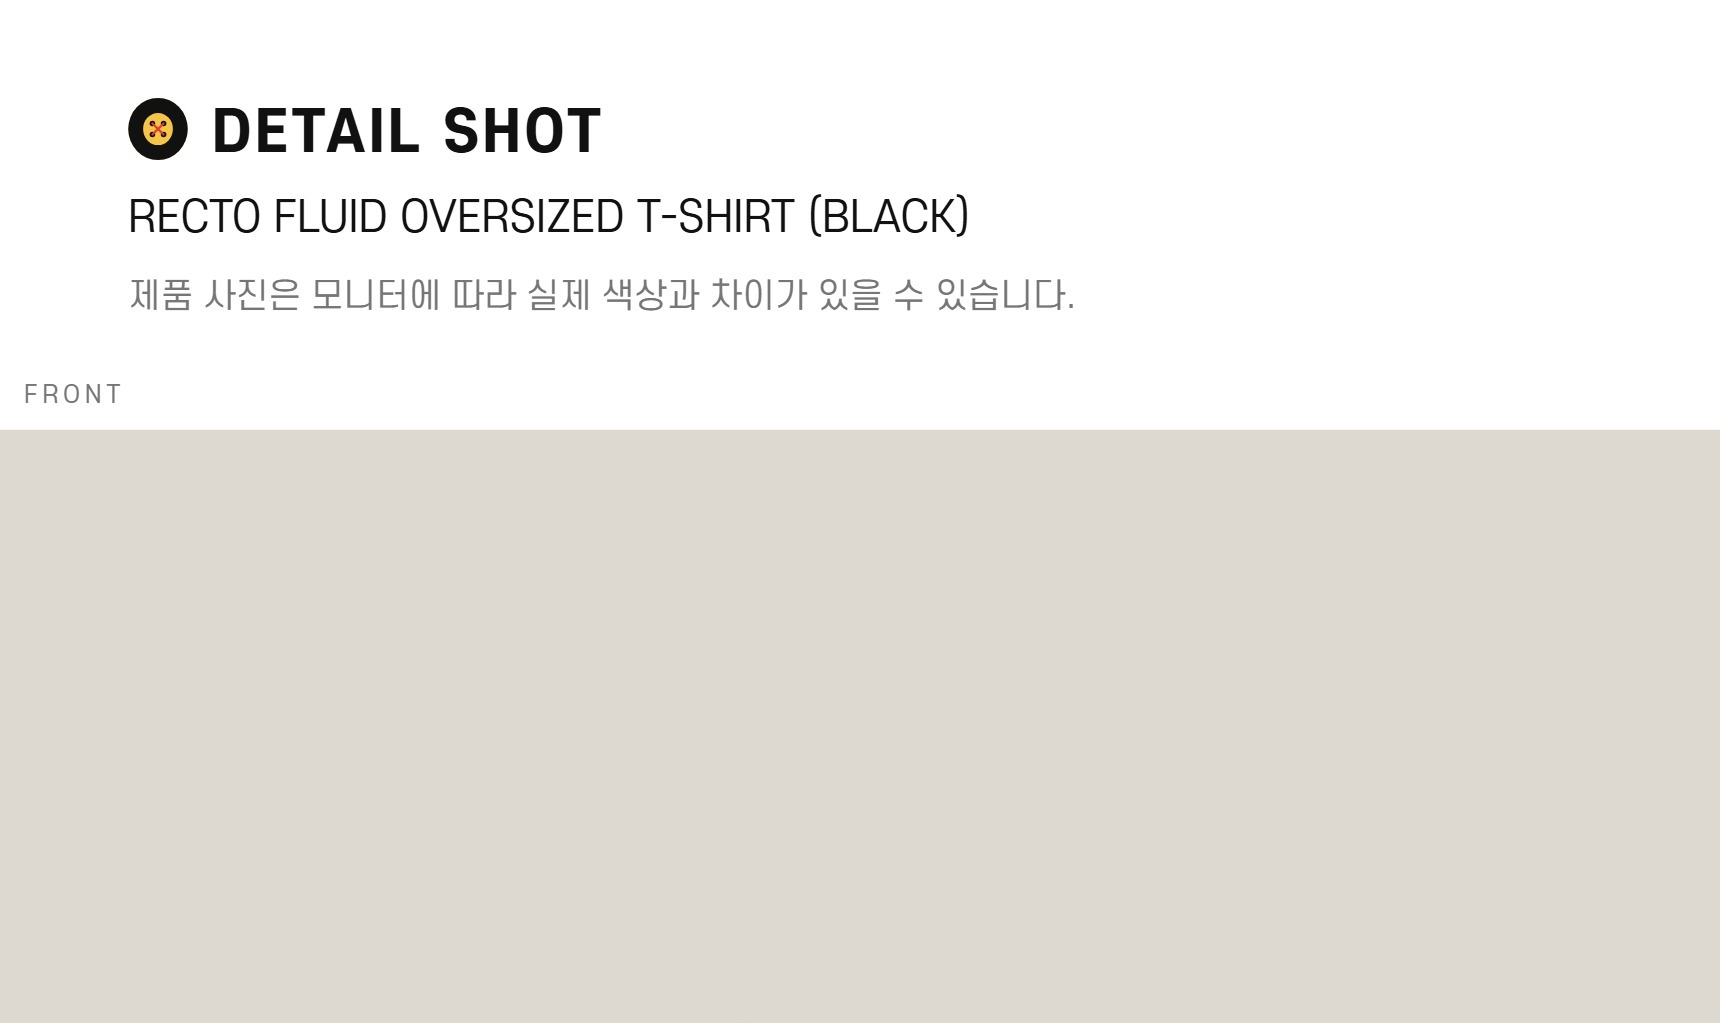 DETAIL SHOT
RECTO FLUID OVERSIZED T-SHIRT (BLACK)
제품 사진은 모니터에 따라 실제 색상과 차이가 있을 수 있습니다.
FRONT